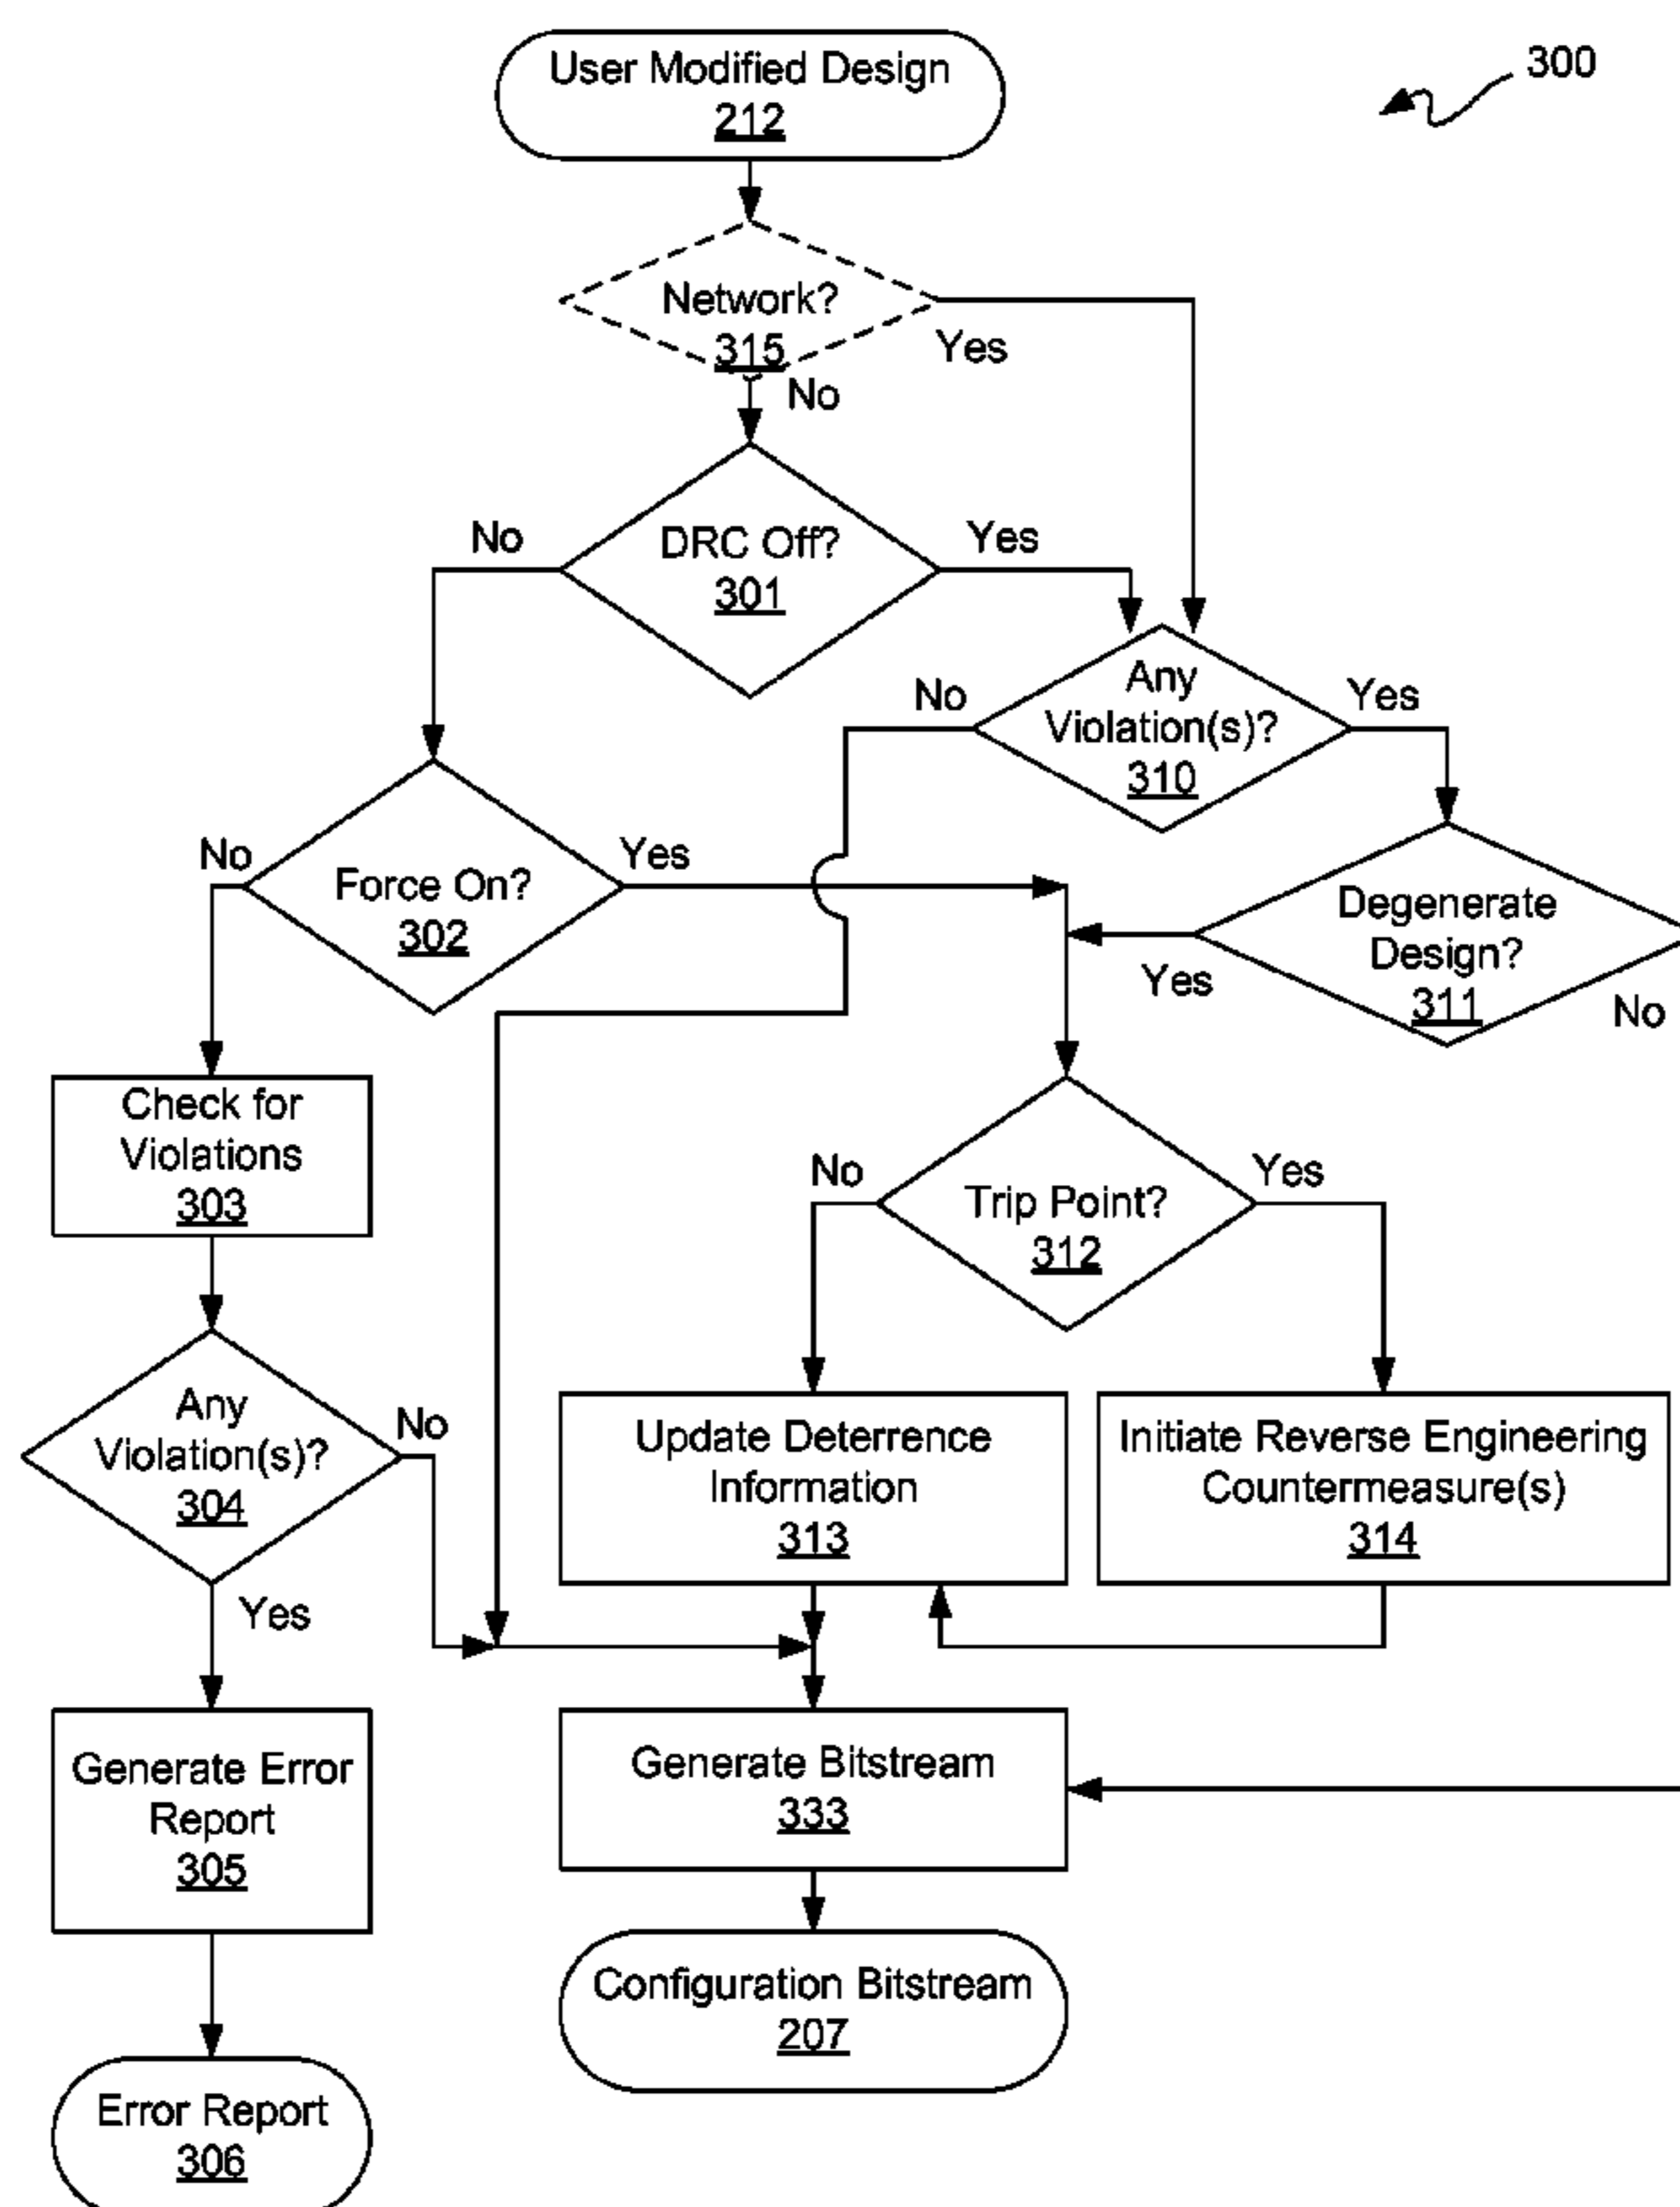 User Modified Design
212
300
Network?
315
Yes
No
DRC Off?
301
No
Yes
Any
Violation(s)?
310
No
Yes
Force On?
302
No
Yes
Degenerate
Design?
311
Yes
No
Check for
Violations
303
Trip Point?
312
No
Yes
Any
Violation(s)?
304
No
Yes
Update Deterrence
Information
313
Initiate Reverse Engineering
Countermeasure(s)
314
Generate Error
Report
305
Generate Bitstream
333
Configuration Bitstream
207
Error Report
306